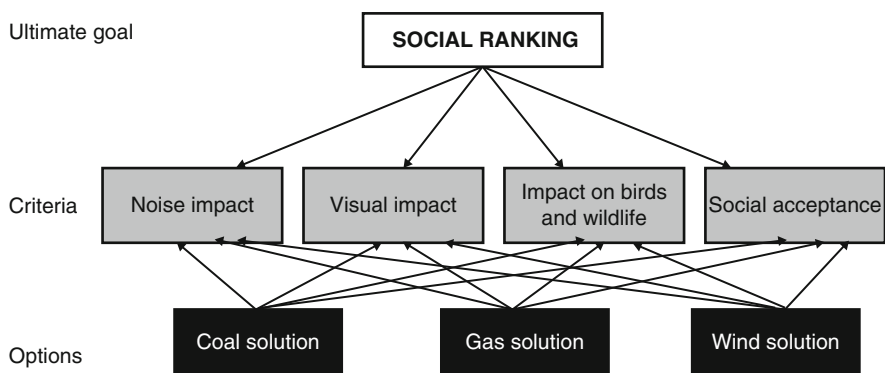 Ultimate goal
SOCIAL RANKING
Criteria
Noise impact
Visual impact
Impact on birds
and wildlife
Social acceptance
Options
Coal solution
Gas solution
Wind solution